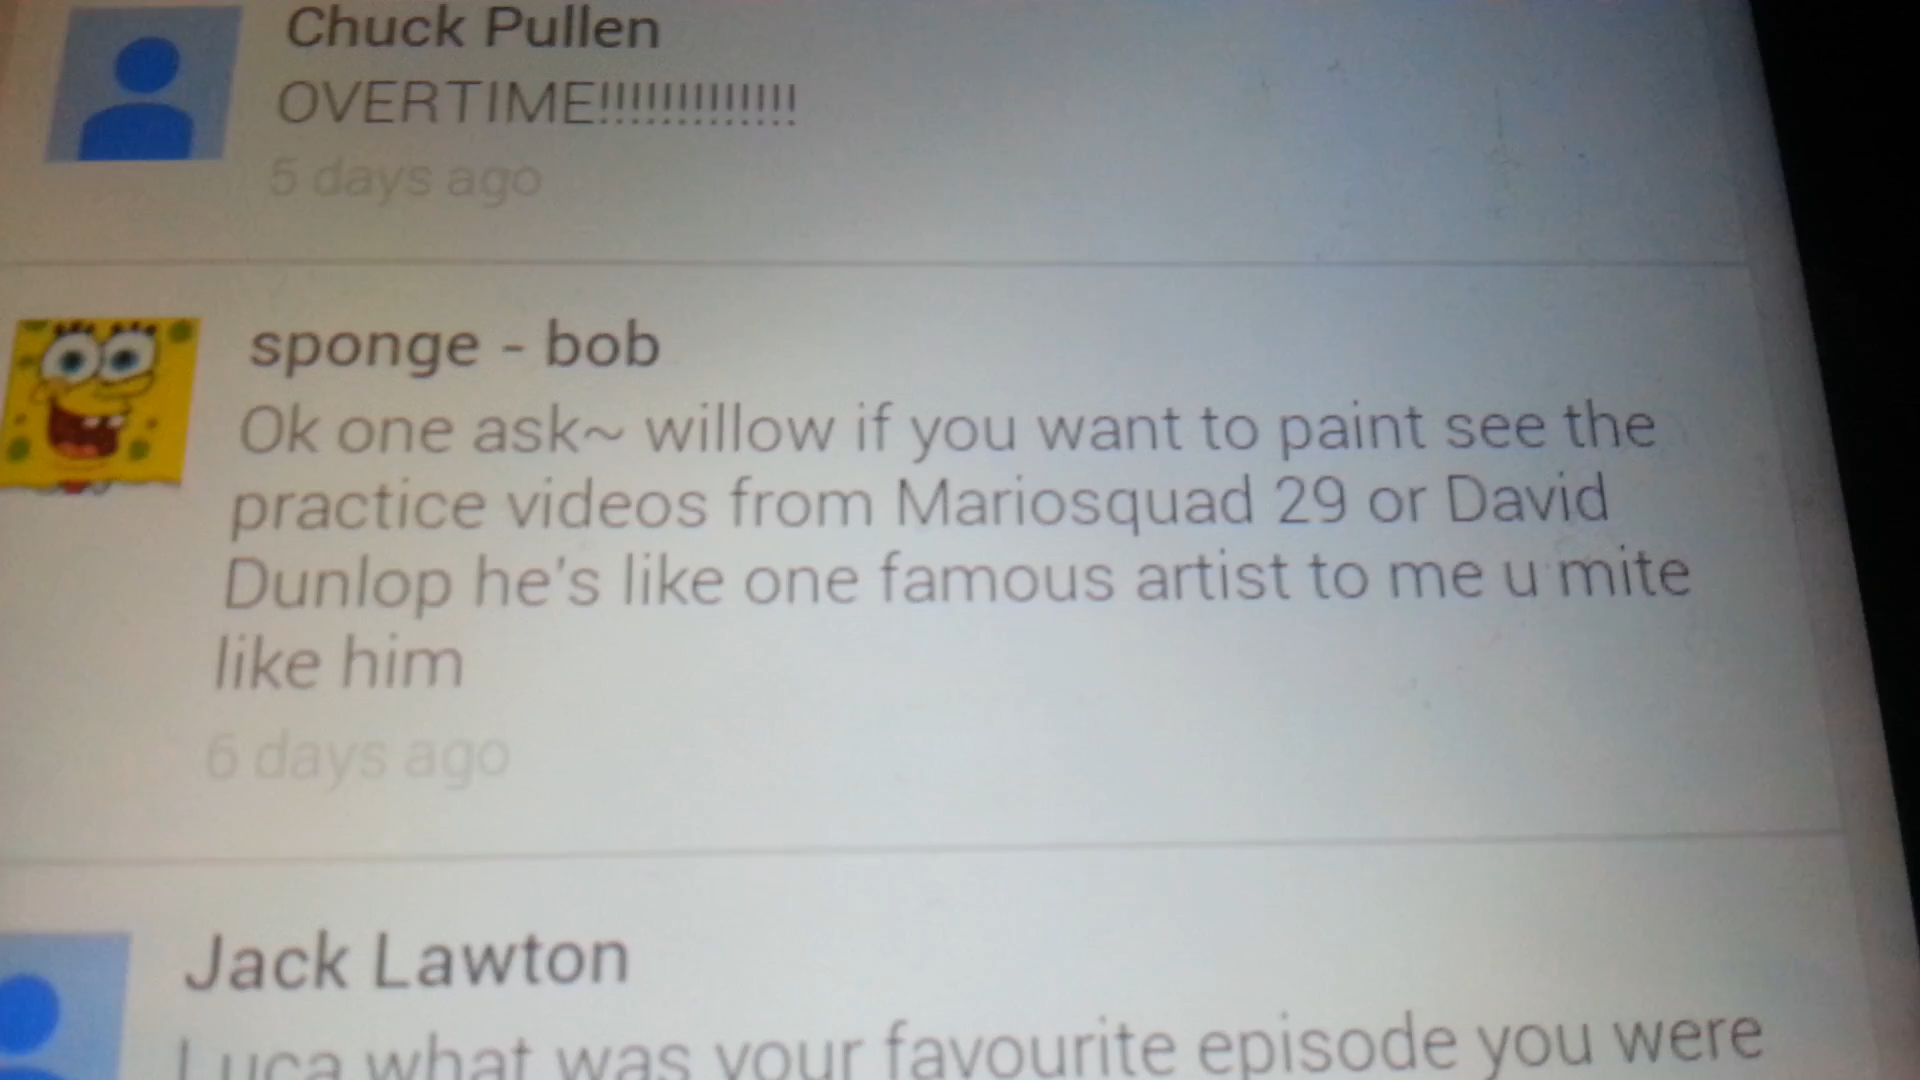 Chuck Pullen
OVERTIME!!!!!!!!!!!!!!
5 days ago
sponge - bob
Ok one ask~ willow if you want to paint see the
practice videos from Mariosquad 29 or David
Dunlop he's like one famous artist to me u mite
like him
6 days ago
Jack Lawton
Luca what was your favourite episode you were